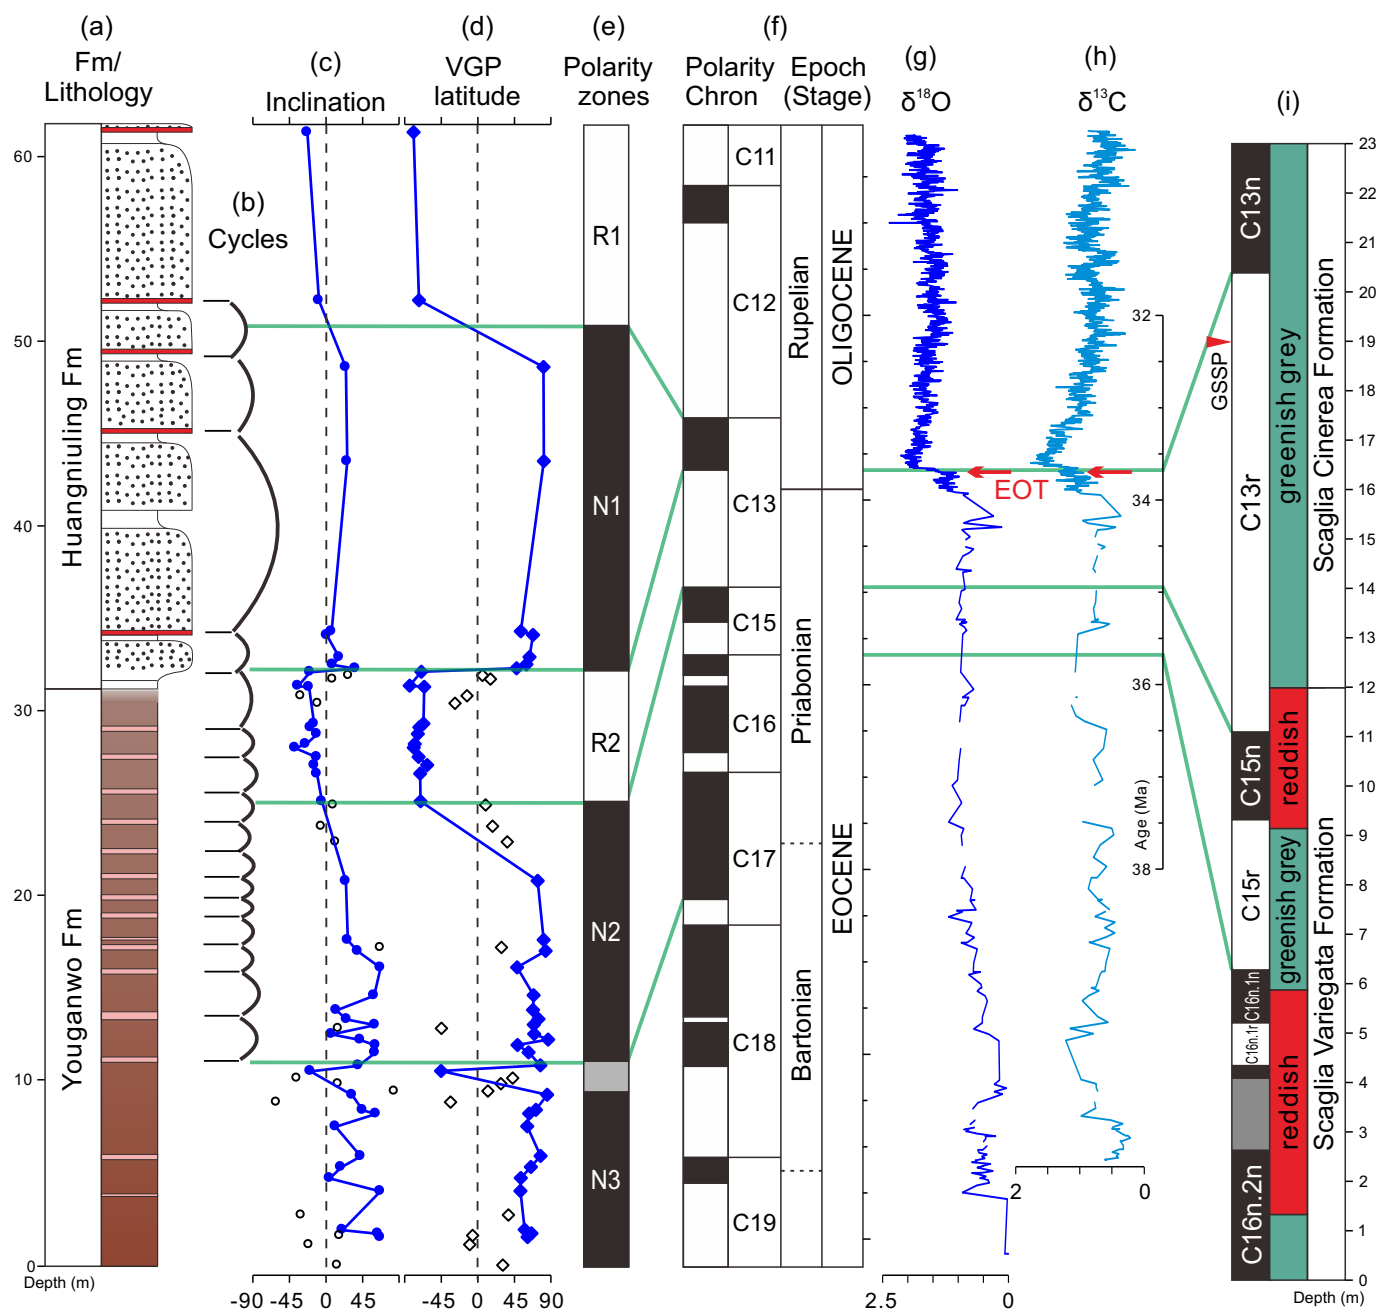 (a)
Fm/
Lithology
(b)
Cycles
(c)
Inclination
(d)
VGP
latitude
(e)
Polarity
zones
(f)
Polarity
Chron
Epoch
(Stage)
(g)
δ18O
(h)
δ13C
(i)
60
50
40
30
20
10
0
Depth (m)
Huangniuling Fm
Youganwo Fm
-90 -45 0 45
-45 0 45 90
R1
N1
R2
N2
N3
C11
C12
C13
C15
C16
C17
C18
C19
Rupelian
Priabonian
Bartonian
OLIGOCENE
EOCENE
EOT
2.5 0
2 0
32
34
36
38
Age (Ma)
GSSP
C13n
C13r
C15n
C15r
C16n.1n
C16n.1r
C16n.2n
greenish grey
reddish
greenish grey
reddish
Scaglia Cinerea Formation
Scaglia Variegata Formation
23
22
21
20
19
18
17
16
15
14
13
12
11
10
9
8
7
6
5
4
3
2
1
0
Depth (m)